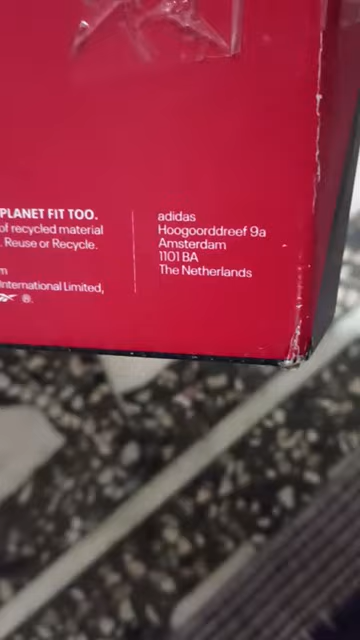 PLANET FIT TOO.
of recycled material
. Reuse or Recycle.
m
International Limited,
®.
adidas
Hoogoorddreef 9a
Amsterdam
1101 BA
The Netherlands